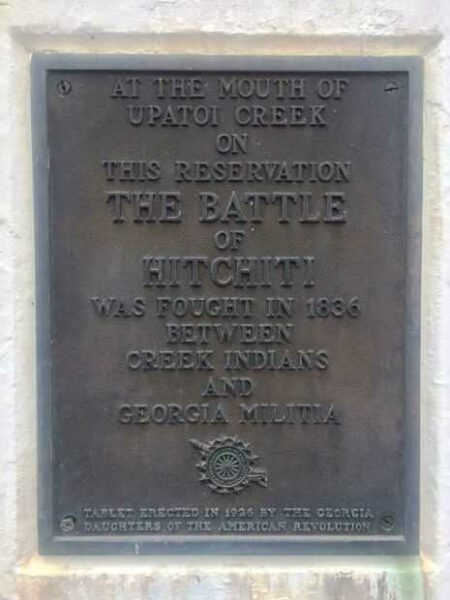 AT THE MOUTH OF
UPATOI CREEK
ON
THIS RESERVATION
THE BATTLE
OF
HITCHITI
WAS FOUGHT IN 1836
BETWEEN
CREEK INDIANS
AND
GEORGIA MILITIA
TABLET ERECTED IN 1926 BY THE GEORGIA
DAUGHTERS OF THE AMERICAN REVOLUTION